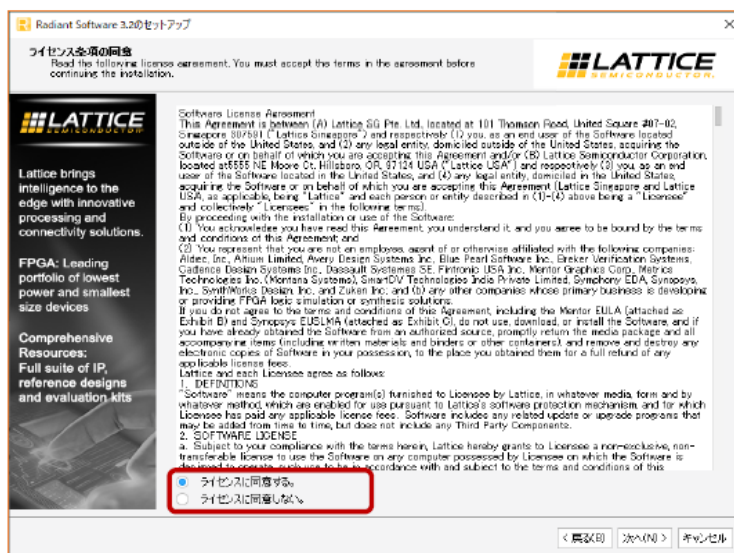 Radiant Software 3.2のセットアップ
ライセンス条項の同意
Read the following license agreement. You must accept the terms in the agreement before
continuing the installation.
LATTICE
SEMICONDUCTOR.
LATTICE
SEMICONDUCTOR
Lattice brings
intelligence to the
edge with innovative
processing and
connectivity solutions.
FPGA: Leading
portfolio of lowest
power and smallest
size devices
Comprehensive
Resources:
Full suite of IP,
reference designs
and evaluation kits
Software License Agreement
This Agreement is between (A) Lattice SG Pte. Ltd., located at 101 Thomson Road, United Square #07-02,
Singapore 307591 ("Lattice Singapore") and respectively (1) you, as an end user of the Software located
outside of the United States, and (2) any legal entity, domiciled outside of the United States, acquiring the
Software or on behalf of which you are accepting this Agreement and/or (B) Lattice Semiconductor Corporation,
located at5555 NE Moore Ct. Hillsboro, OR, 97124 USA ("Lattice USA") and respectively (3) you, as an end
user of the Software located in the United States, and (4) any legal entity, domiciled in the United States,
acquiring the Software or on behalf of which you are accepting this Agreement (Lattice Singapore and Lattice
USA, as applicable, being "Lattice" and each person or entity described in (1)-(4) above being a "Licensee"
and collectively "Licensees" in the following terms).
By proceeding with the installation or use of the Software:
(1) You acknowledge you have read this Agreement, you understand it, and you agree to be bound by the terms
and conditions of this Agreement; and
(2) You represent that you are not an employee, agent of or otherwise affiliated with the following companies:
Aldec, Inc., Altium Limited, Avery Design Systems Inc., Blue Pearl Software Inc., Breker Verification Systems,
Cadence Design Systems Inc., Dassault Systemes SE, Fintronic USA Inc., Mentor Graphics Corp., Metrics
Technologies Inc. (Montana Systems), SmartDV Technologies India Private Limited, Symphony EDA, Synopsys,
Inc., SynthWorks Design, Inc, and Zuken Inc, and (b) any other companies whose primary business is developing
or providing FPGA logic simulation or synthesis solutions.
If you do not agree to the terms and conditions of this Agreement, including the Mentor EULA (attached as
Exhibit B) and Synopsys EUSLMA (attached as Exhibit C), do not use, download, or install the Software, and if
you have already obtained the Software from an authorized source, promptly return the media package and all
accompanying items (including written materials and binders or other containers), and remove and destroy any
electronic copies of Software in your possession, to the place you obtained them for a full refund of any
applicable license fees.
Lattice and each Licensee agree as follows:
1. DEFINITIONS
"Software" means the computer program(s) furnished to Licensee by Lattice, in whatever media, form and by
whatever method, which are enabled for use pursuant to Lattice's software protection mechanism, and for which
Licensee has paid any applicable license fees. Software includes any related update or upgrade programs that
may be added from time to time, but does not include any Third Party Components.
2. SOFTWARE LICENSE
a. Subject to your compliance with the terms herein, Lattice hereby grants to Licensee a non-exclusive, non-
transferable license to use the Software on any computer possessed by Licensee on which the Software is
designed to operate, such use to be in accordance with and subject to the terms and conditions of this
ライセンスに同意する。
ライセンスに同意しない。
< 戻る(B)
次へ(N) >
キャンセル